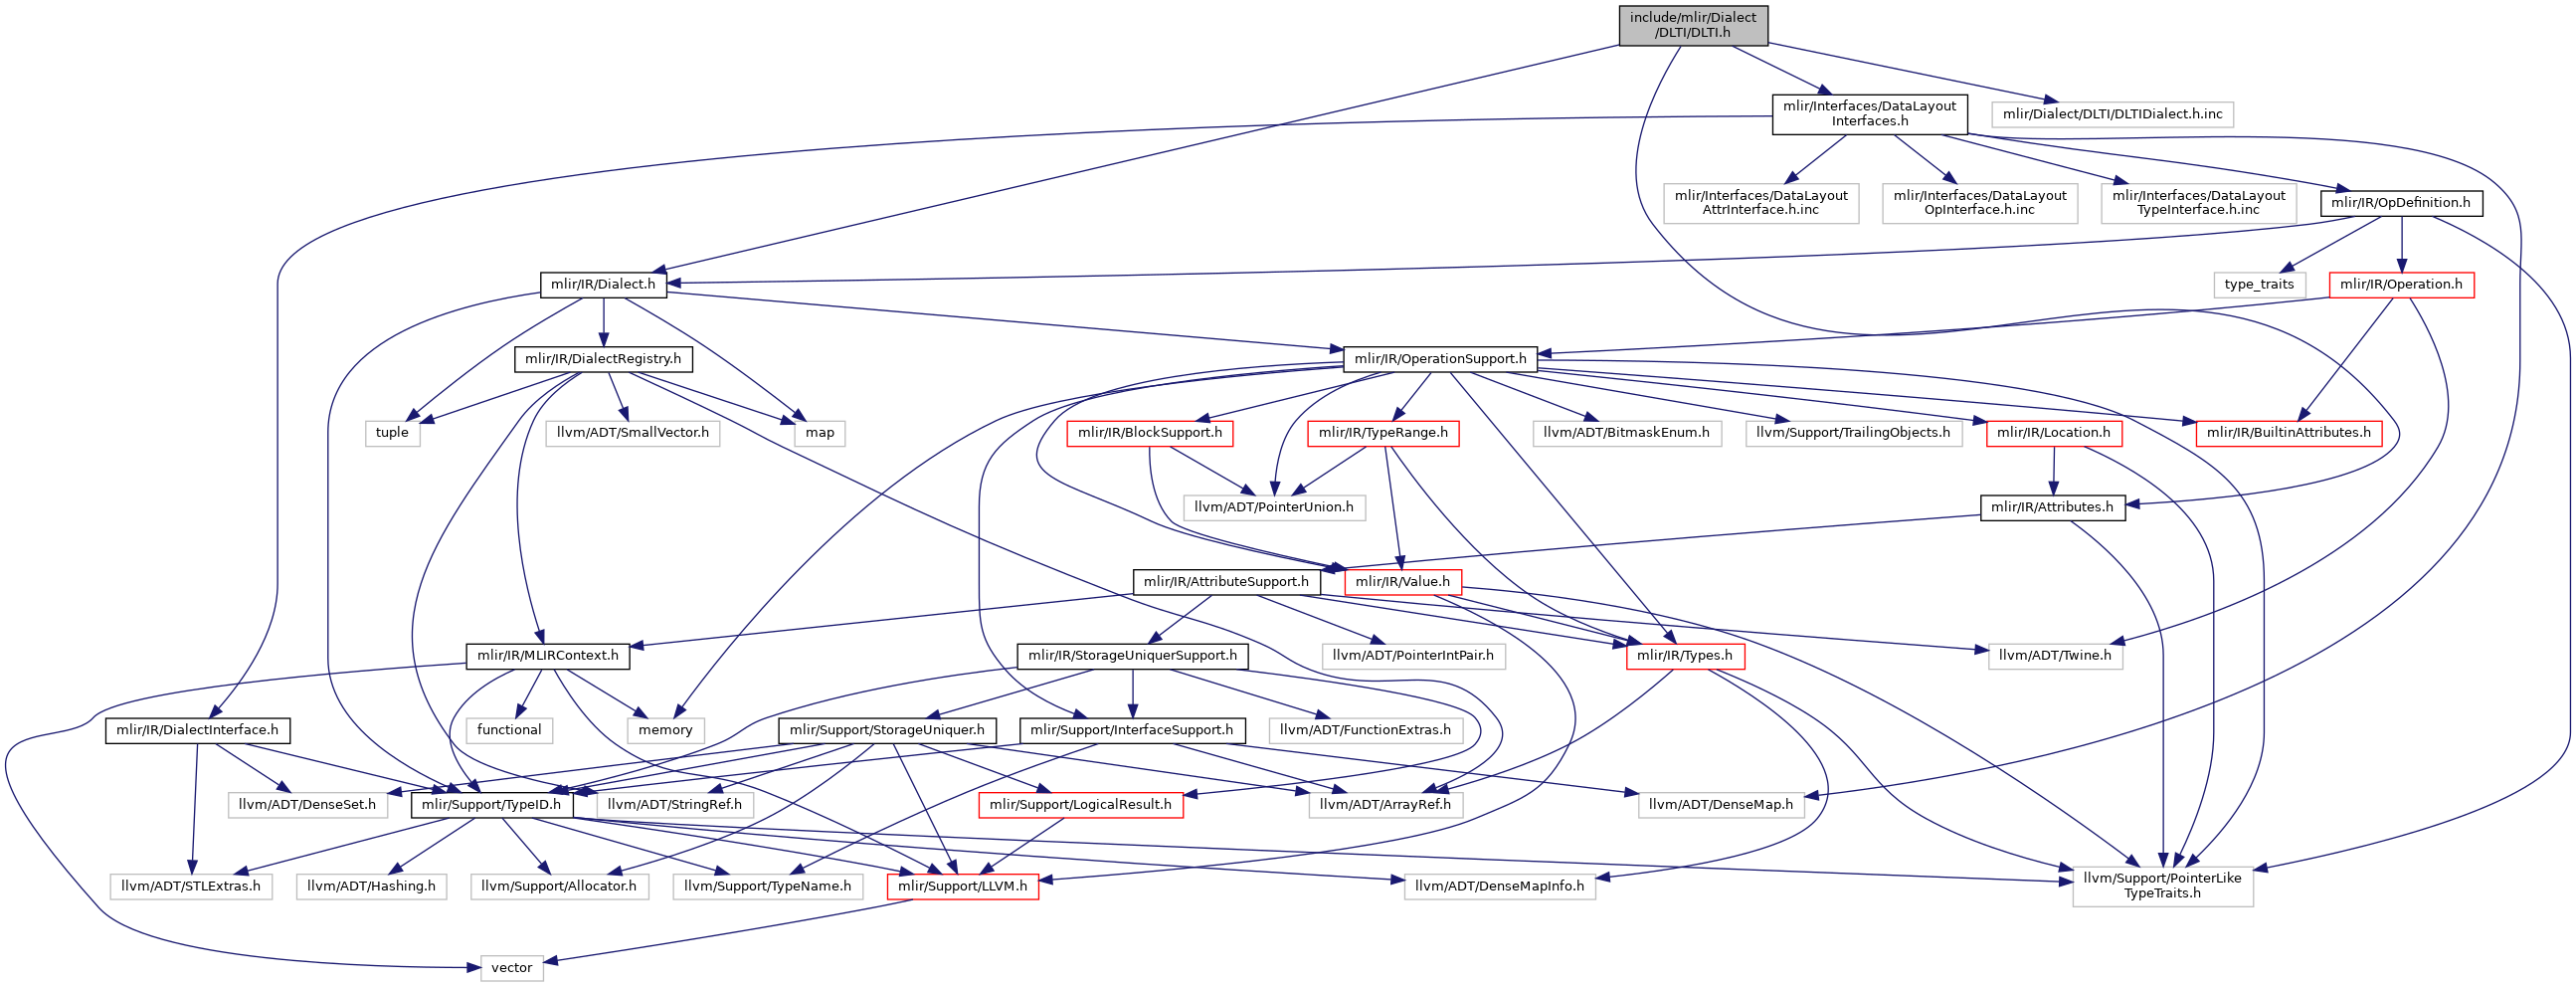 include/mlir/Dialect
/DLTI/DLTI.h
mlir/Interfaces/DataLayout
Interfaces.h
mlir/Dialect/DLTI/DLTIDialect.h.inc
mlir/Interfaces/DataLayout
AttrInterface.h.inc
mlir/Interfaces/DataLayout
OpInterface.h.inc
mlir/Interfaces/DataLayout
TypeInterface.h.inc
mlir/IR/OpDefinition.h
mlir/IR/Dialect.h
type_traits
mlir/IR/Operation.h
mlir/IR/DialectRegistry.h
mlir/IR/OperationSupport.h
tuple
llvm/ADT/SmallVector.h
map
mlir/IR/BlockSupport.h
mlir/IR/TypeRange.h
llvm/ADT/BitmaskEnum.h
llvm/Support/TrailingObjects.h
mlir/IR/Location.h
mlir/IR/BuiltinAttributes.h
llvm/ADT/PointerUnion.h
mlir/IR/Attributes.h
mlir/IR/AttributeSupport.h
mlir/IR/Value.h
mlir/IR/MLIRContext.h
mlir/IR/StorageUniquerSupport.h
llvm/ADT/PointerIntPair.h
mlir/IR/Types.h
llvm/ADT/Twine.h
mlir/IR/DialectInterface.h
functional
memory
mlir/Support/StorageUniquer.h
mlir/Support/InterfaceSupport.h
llvm/ADT/FunctionExtras.h
llvm/ADT/DenseSet.h
mlir/Support/TypeID.h
llvm/ADT/StringRef.h
mlir/Support/LogicalResult.h
llvm/ADT/ArrayRef.h
llvm/ADT/DenseMap.h
llvm/ADT/STLExtras.h
llvm/ADT/Hashing.h
llvm/Support/Allocator.h
llvm/Support/TypeName.h
mlir/Support/LLVM.h
llvm/ADT/DenseMapInfo.h
llvm/Support/PointerLike
TypeTraits.h
vector